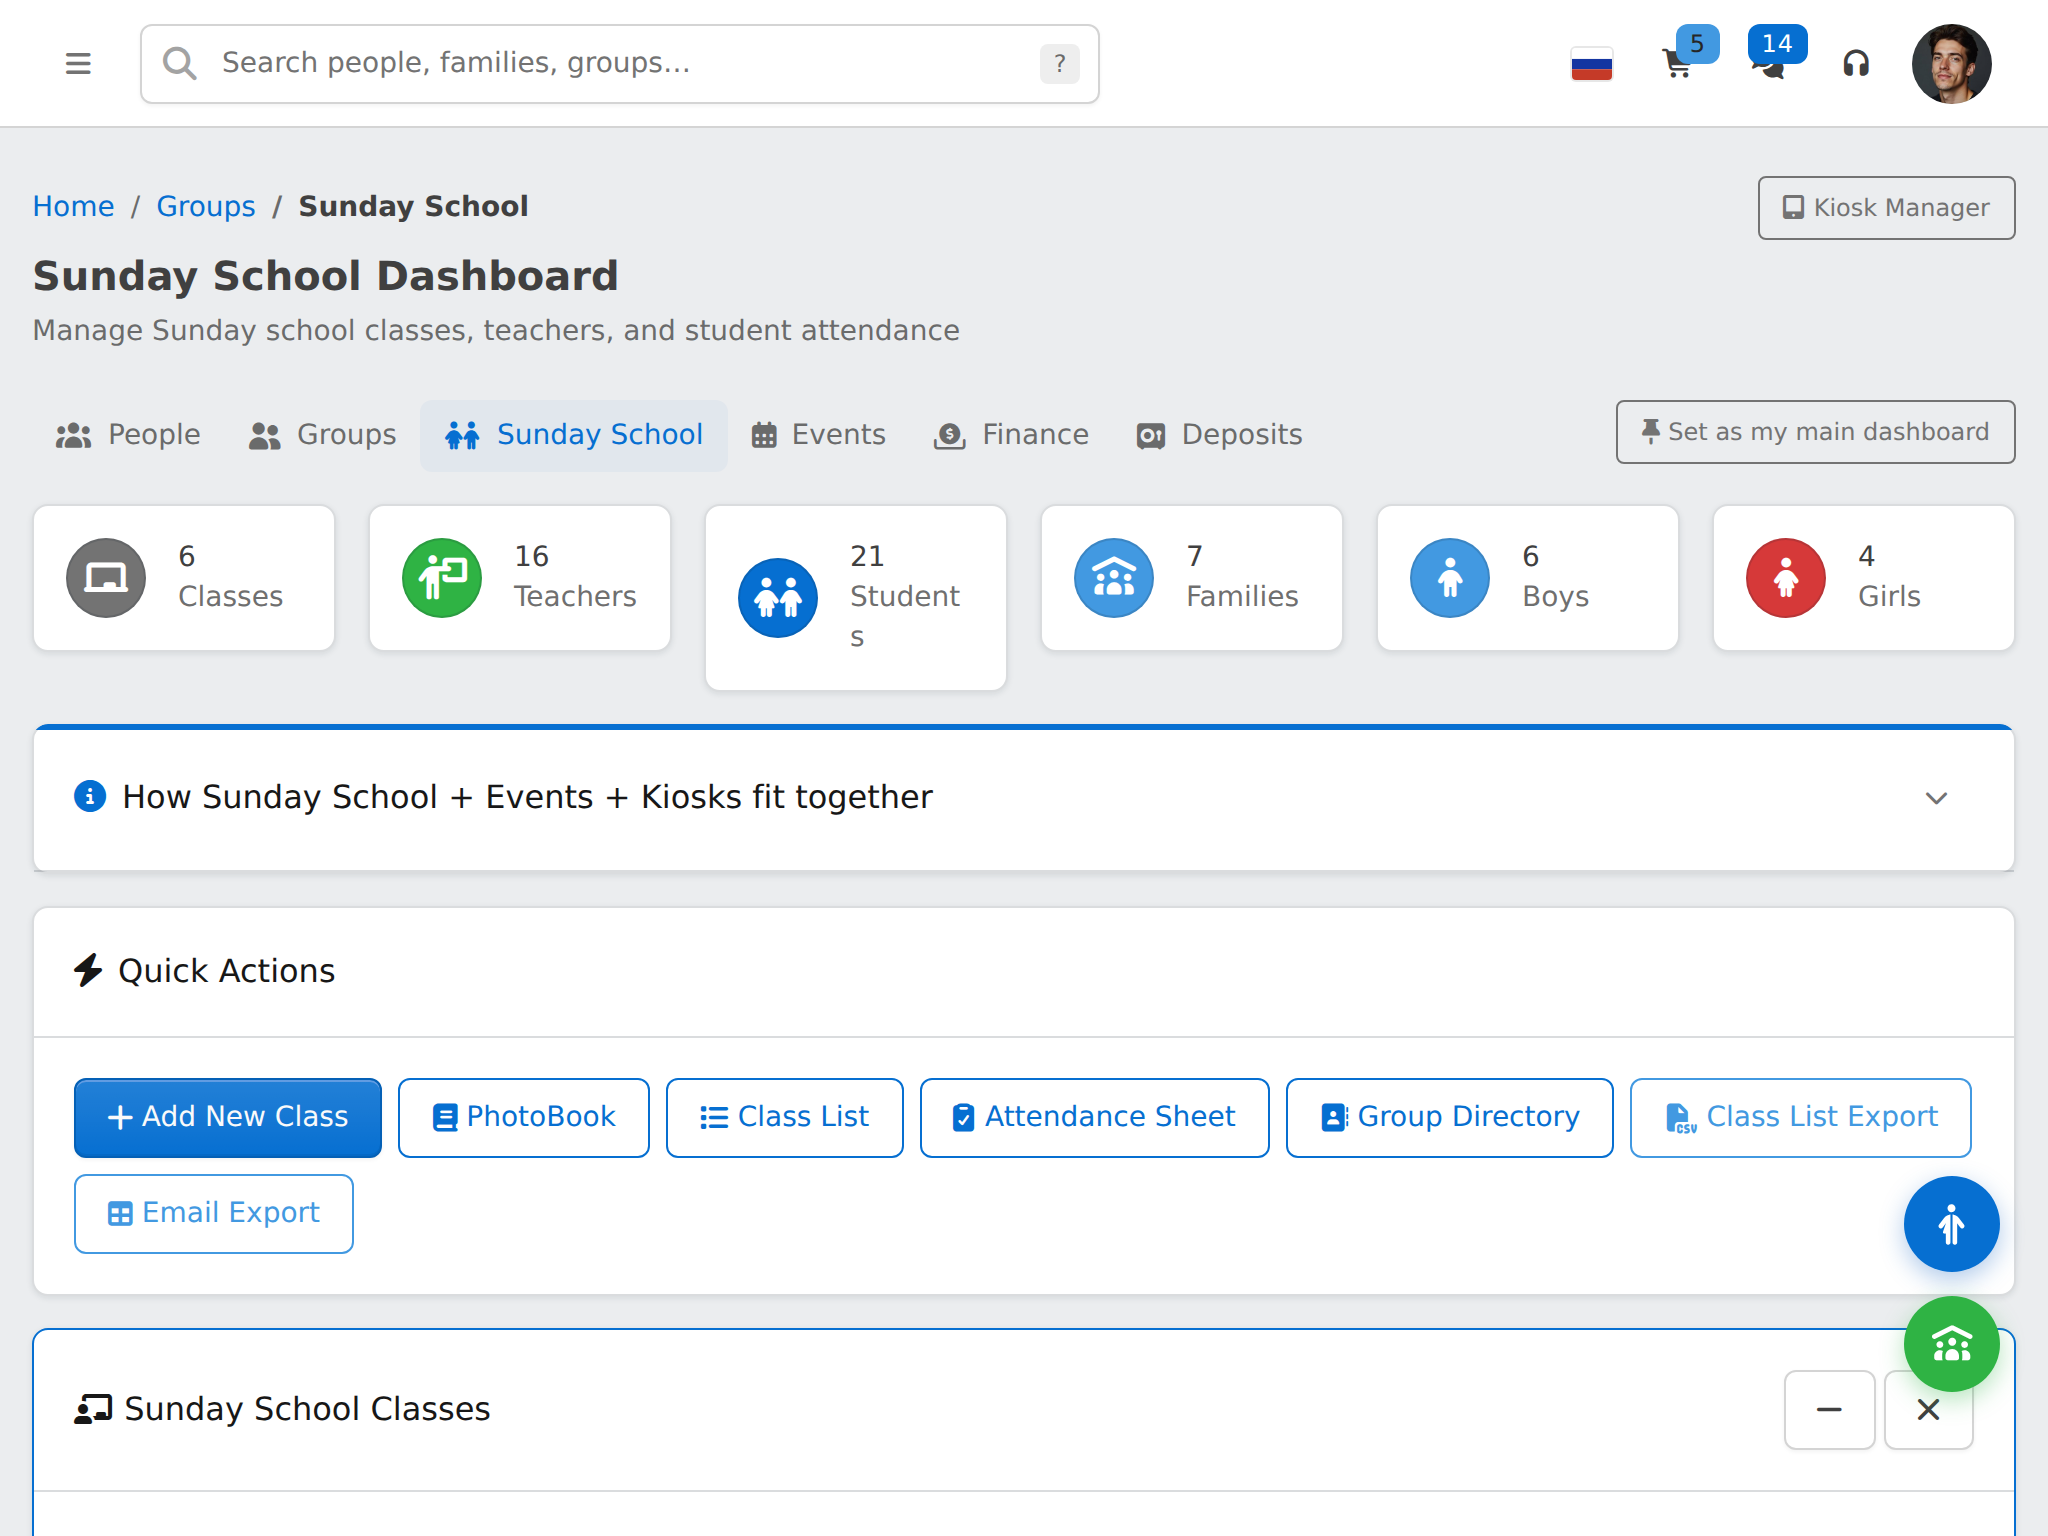 Search people, families, groups...
?
5
14
Home / Groups / Sunday School
Kiosk Manager
Sunday School Dashboard
Manage Sunday school classes, teachers, and student attendance
People
Groups
Sunday School
Events
Finance
Deposits
Set as my main dashboard
6
Classes
16
Teachers
21
Student
s
7
Families
6
Boys
4
Girls
How Sunday School + Events + Kiosks fit together
Quick Actions
Add New Class
PhotoBook
Class List
Attendance Sheet
Group Directory
CSV Class List Export
Email Export
Sunday School Classes